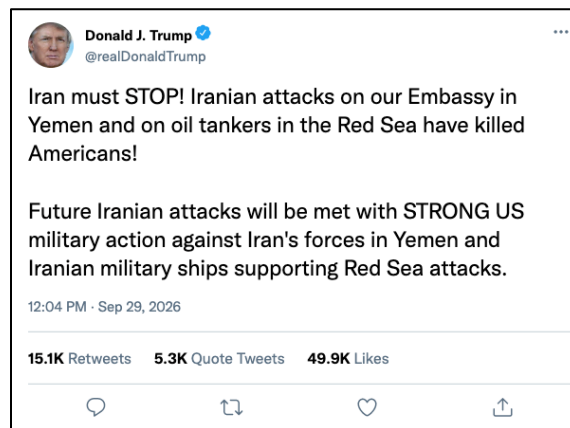 Donald J. Trump
@realDonaldTrump
Iran must STOP! Iranian attacks on our Embassy in
Yemen and on oil tankers in the Red Sea have killed
Americans!
Future Iranian attacks will be met with STRONG US
military action against Iran's forces in Yemen and
Iranian military ships supporting Red Sea attacks.
12:04 PM · Sep 29, 2026
15.1K Retweets 5.3K Quote Tweets 49.9K Likes